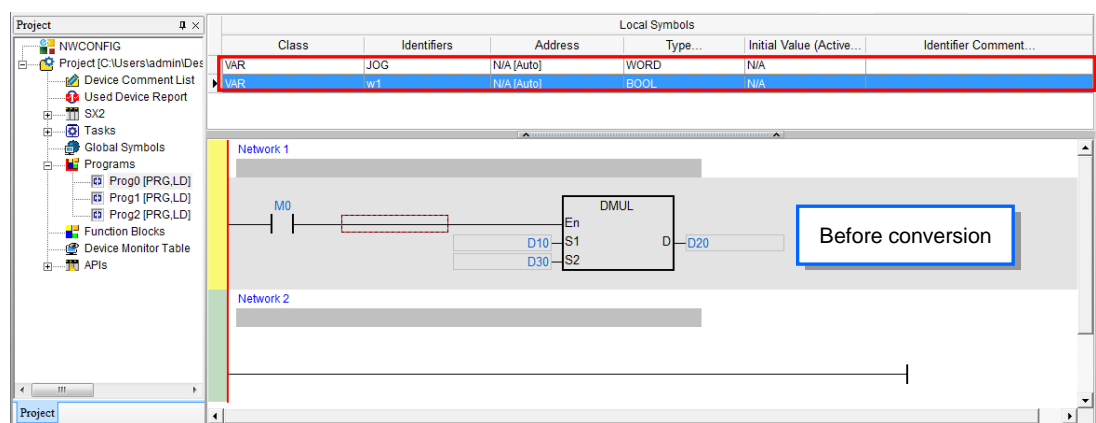 Project
NWCONFIG
Project [C:\Users\admin\Des
Device Comment List
Used Device Report
SX2
Tasks
Global Symbols
Programs
Prog0 [PRG,LD]
Prog1 [PRG,LD]
Prog2 [PRG,LD]
Function Blocks
Device Monitor Table
APIs
Project
Local Symbols
Class Identifiers Address Type... Initial Value (Active... Identifier Comment...
VAR JOG N/A [Auto] WORD N/A
VAR w1 N/A [Auto] BOOL N/A
Network 1
M0
DMUL
En
D10 S1 D D20
D30 S2
Before conversion
Network 2